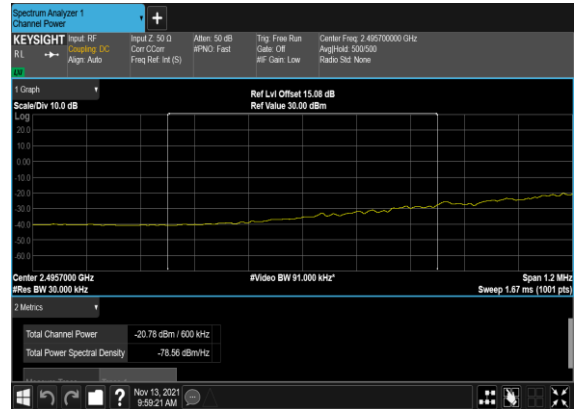 Spectrum Analyzer 1
Channel Power
KEYSIGHT Input: RF Input Z: 50 Ω Atten: 50 dB Trig: Free Run Center Freq: 2.495700000 GHz
R L Coupling: DC Corr CCorr #PNO: Fast Gate: Off Avg|Hold: 500/500
Align: Auto Freq Ref: Int (S) #IF Gain: Low Radio Std: None
1 Graph
Ref Lvl Offset 15.08 dB
Scale/Div 10.0 dB Ref Value 30.00 dBm
Log
20.0
10.0
0.00
-10.0
-20.0
-30.0
-40.0
-50.0
-60.0
Center 2.4957000 GHz #Video BW 91.000 kHz* Span 1.2 MHz
#Res BW 30.000 kHz Sweep 1.67 ms (1001 pts)
2 Metrics
Total Channel Power -20.78 dBm / 600 kHz
Total Power Spectral Density -78.56 dBm/Hz
?
Nov 13, 2021
9:59:21 AM